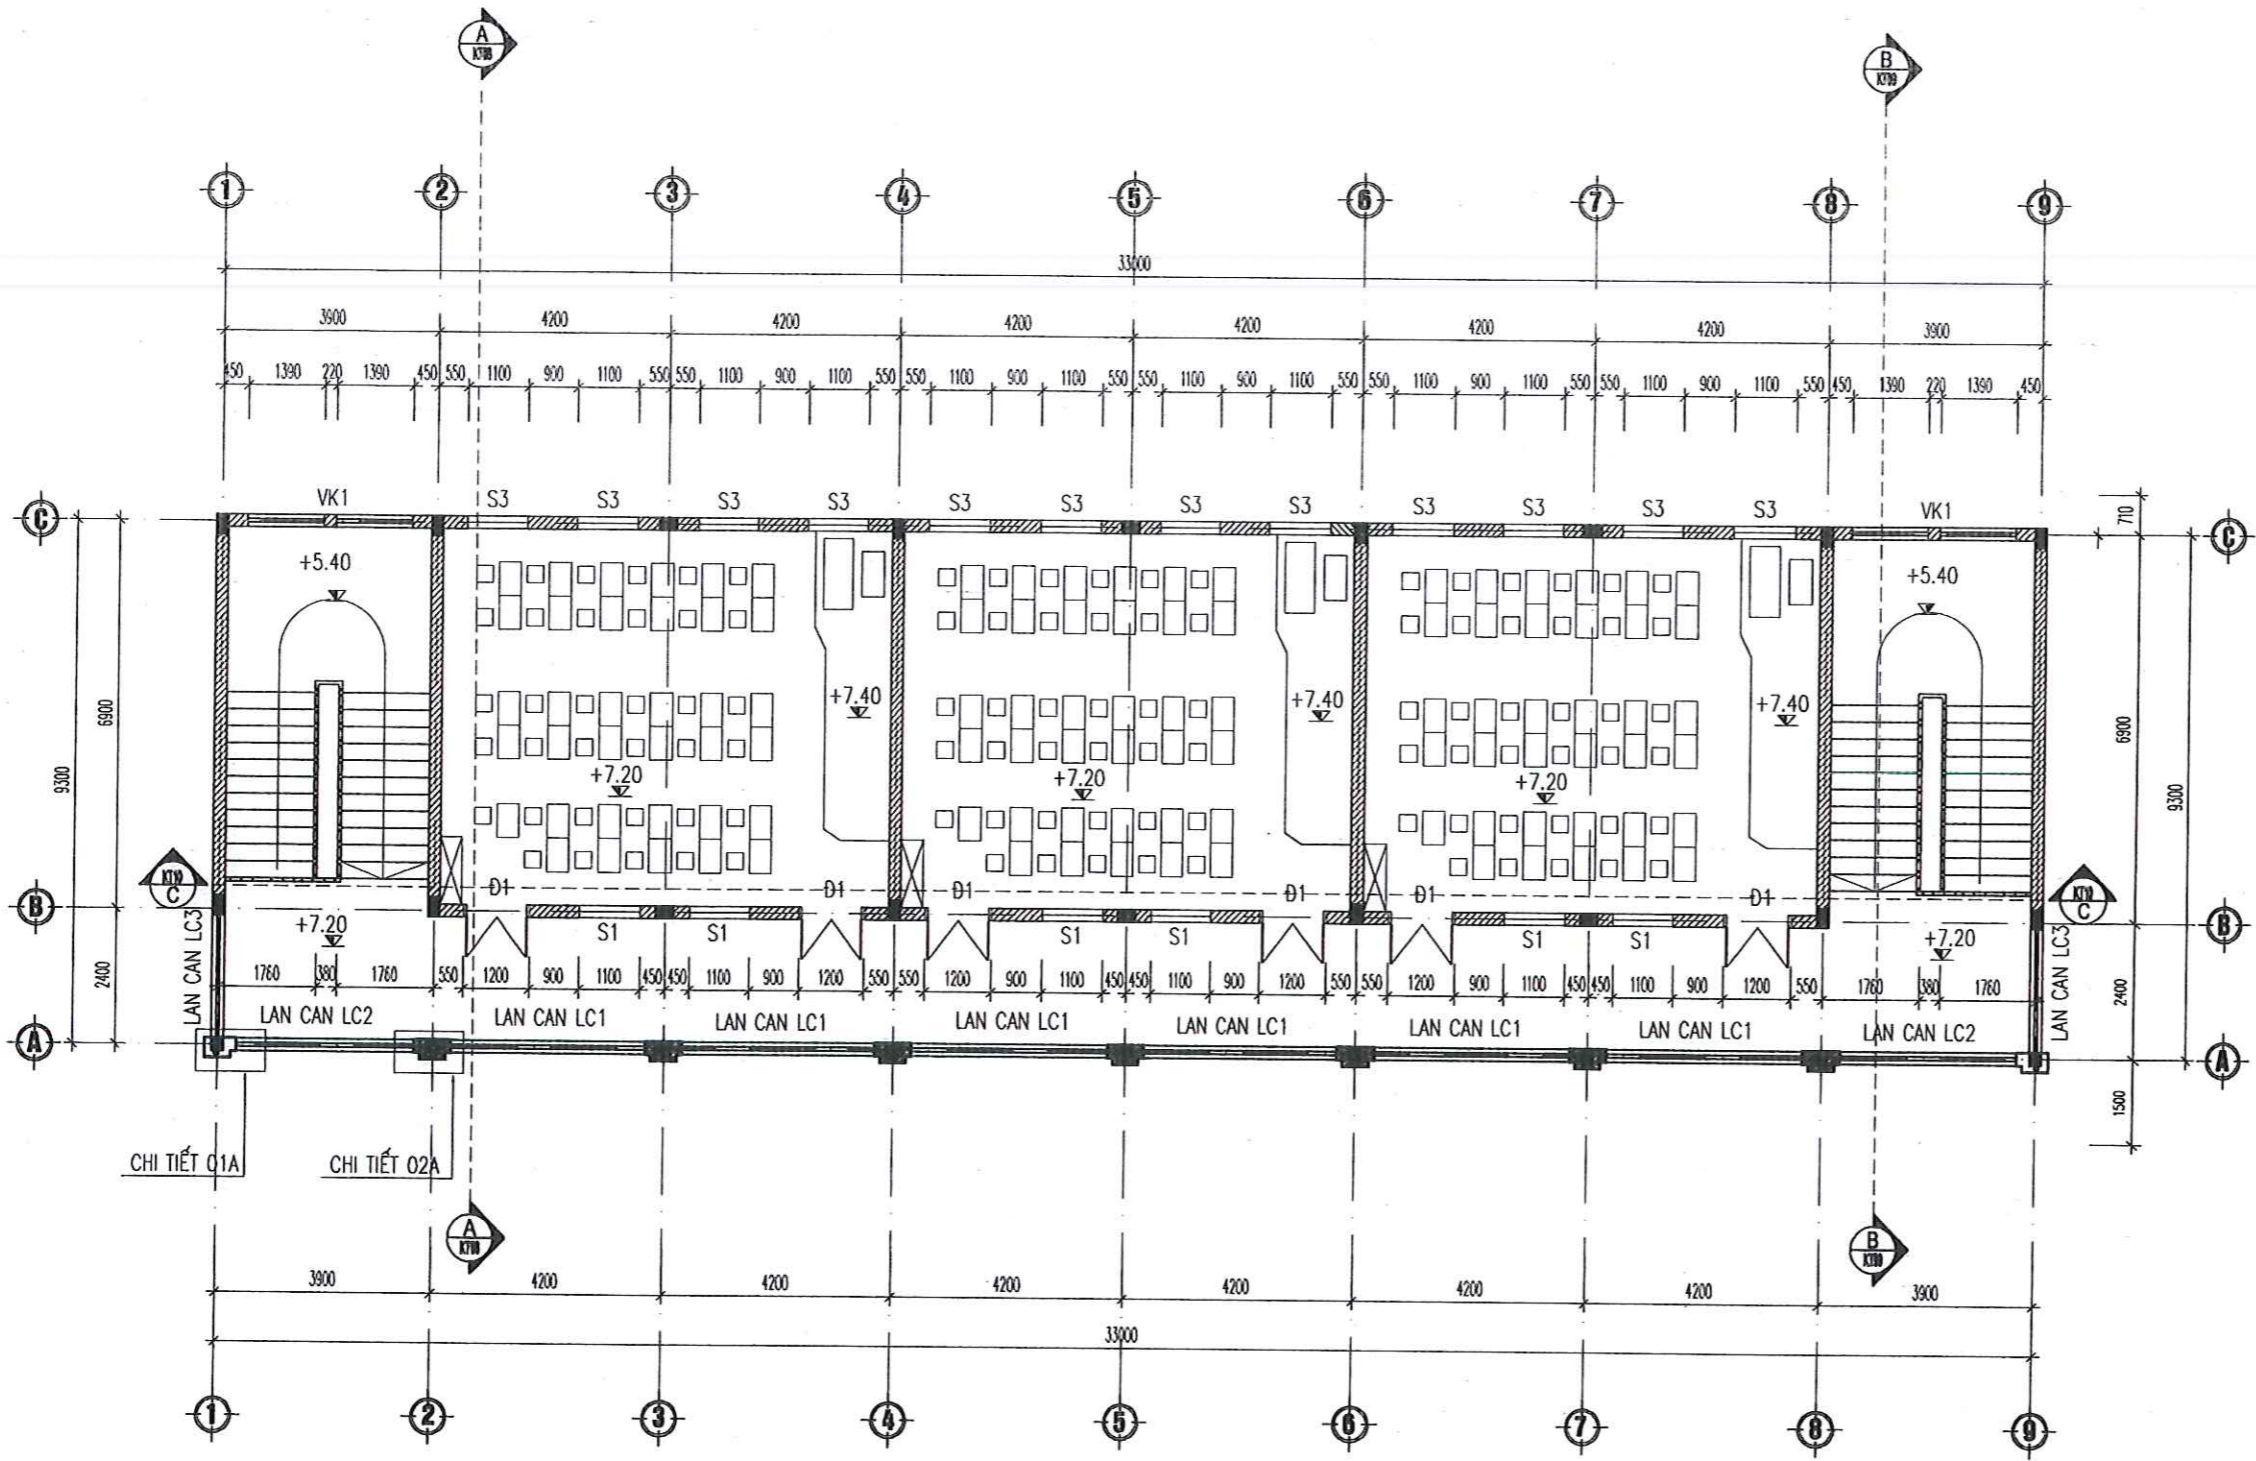 A
KT08
B
KT09
1 2 3 4 5 6 7 8 9
33000
3900 4200 4200 4200 4200 4200 4200 3900
450 1390 220 1390 450 550 1100 900 1100 550 550 1100 900 1100 550 550 1100 900 1100 550 550 1100 900 1100 550 550 1100 900 1100 550 550 1100 900 1100 550 450 1390 220 1390 450
VK1 S3 S3 S3 S3 S3 S3 S3 S3 S3 S3 S3 S3 VK1
710
C C
+5.40 +5.40
+7.40 +7.40 +7.40
6900 6900
9300 9300
+7.20 +7.20 +7.20
KT10
C
KT10
C
Đ1 Đ1 Đ1 Đ1 Đ1 Đ1
B B
+7.20 S1 S1 S1 S1 S1 S1 +7.20
LAN CAN LC3 LAN CAN LC3
2400 2400
1760 380 1760 550 1200 900 1100 450 450 1100 900 1200 550 550 1200 900 1100 450 450 1100 900 1200 550 550 1200 900 1100 450 450 1100 900 1200 550 1760 380 1760
LAN CAN LC2 LAN CAN LC1 LAN CAN LC1 LAN CAN LC1 LAN CAN LC1 LAN CAN LC1 LAN CAN LC1 LAN CAN LC2
A A
1500
CHI TIẾT 01A CHI TIẾT 02A
A
KT08
B
KT09
3900 4200 4200 4200 4200 4200 4200 3900
33000
1 2 3 4 5 6 7 8 9